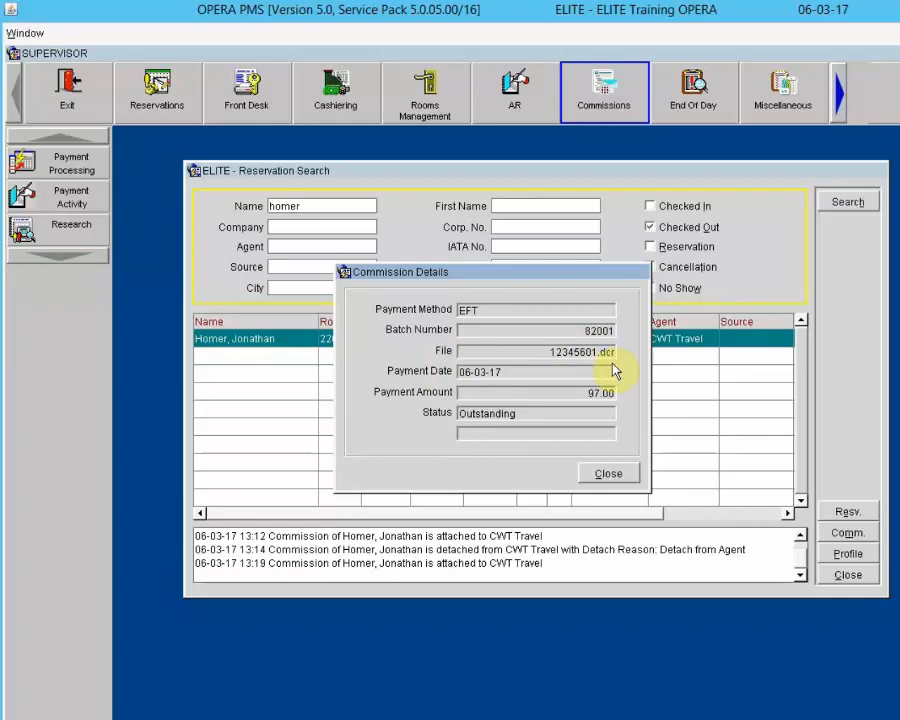 OPERA PMS [Version 5.0, Service Pack 5.0.05.00/16] ELITE - ELITE Training OPERA 06-03-17
Window
SUPERVISOR
Exit
Reservations
Front Desk
Cashiering
Rooms Management
AR
Commissions
End Of Day
Miscellaneous
Payment Processing
Payment Activity
Research
ELITE - Reservation Search
Name homer First Name Checked In
Company Corp. No. Checked Out
Agent IATA No. Reservation
Source Cancellation
City No Show
Search
Commission Details
Payment Method EFT
Batch Number 82001
File 12345601.dcr
Payment Date 06-03-17
Payment Amount 97.00
Status Outstanding
Close
Name Agent Source
Homer, Jonathan CWT Travel
06-03-17 13:12 Commission of Homer, Jonathan is attached to CWT Travel
06-03-17 13:14 Commission of Homer, Jonathan is detached from CWT Travel with Detach Reason: Detach from Agent
06-03-17 13:19 Commission of Homer, Jonathan is attached to CWT Travel
Resv.
Comm.
Profile
Close